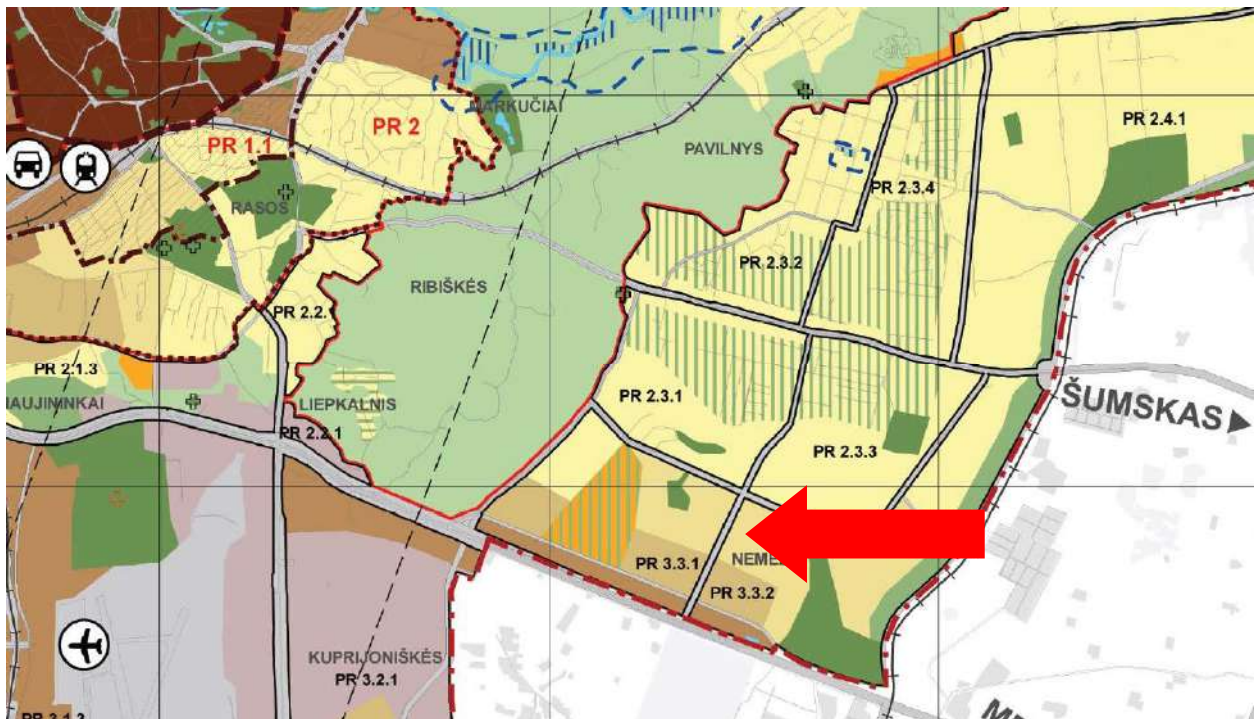 MARKUČIAI
PR 2
PR 2.4.1
PR 1.1
PAVILNYS
PR 2.3.4
RASOS
PR 2.3.2
RIBIŠKĖS
PR 2.2.
PR 2.1.3
PR 2.3.1
ŠUMSKAS
LIEPKALNIS
PR 2.2.1
PR 2.3.3
PR 3.3.1
PR 3.3.2
KUPRIJONIŠKĖS
PR 3.2.1